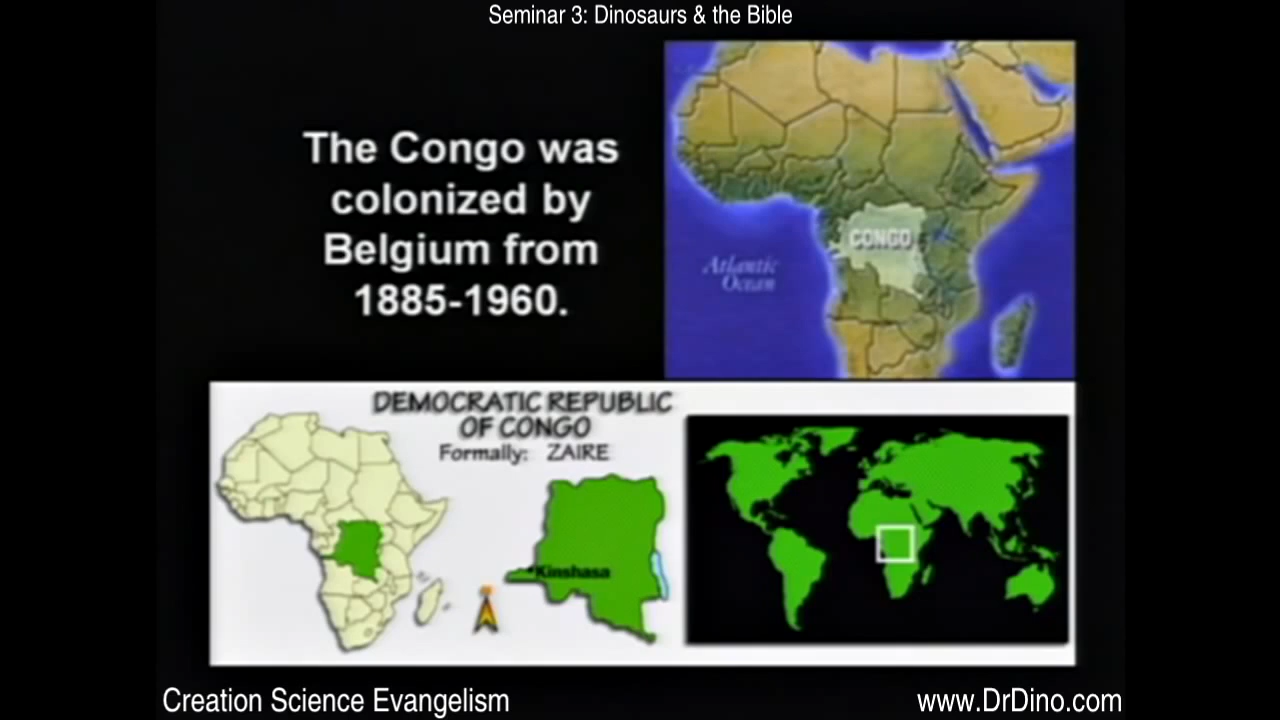 Seminar 3: Dinosaurs & the Bible
The Congo was
colonized by
Belgium from
1885-1960.
CONGO
Atlantic
Ocean
DEMOCRATIC REPUBLIC
OF CONGO
Formally: ZAIRE
Kinshasa
Creation Science Evangelism
www.DrDino.com